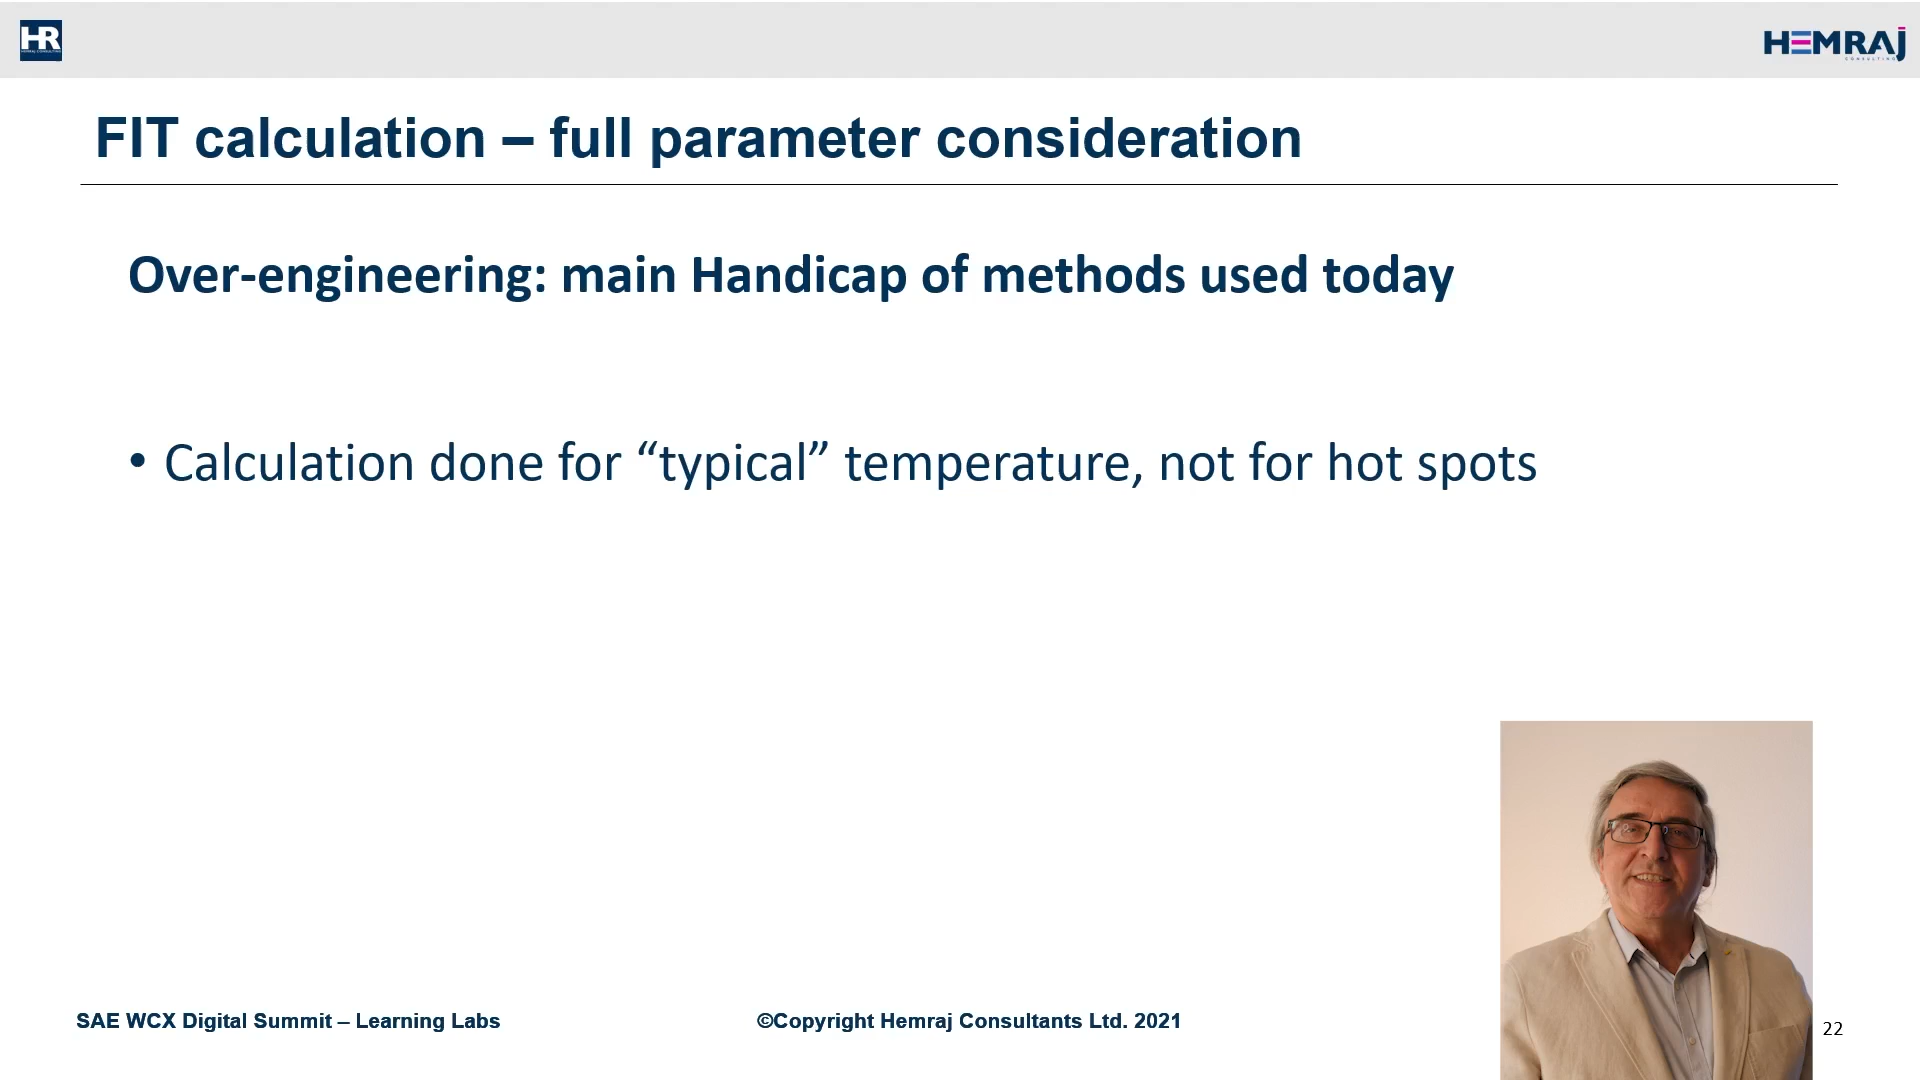 HR
HEMRAJ
CONSULTING
FIT calculation – full parameter consideration
Over-engineering: main Handicap of methods used today
• Calculation done for “typical” temperature, not for hot spots
SAE WCX Digital Summit – Learning Labs
©Copyright Hemraj Consultants Ltd. 2021
22